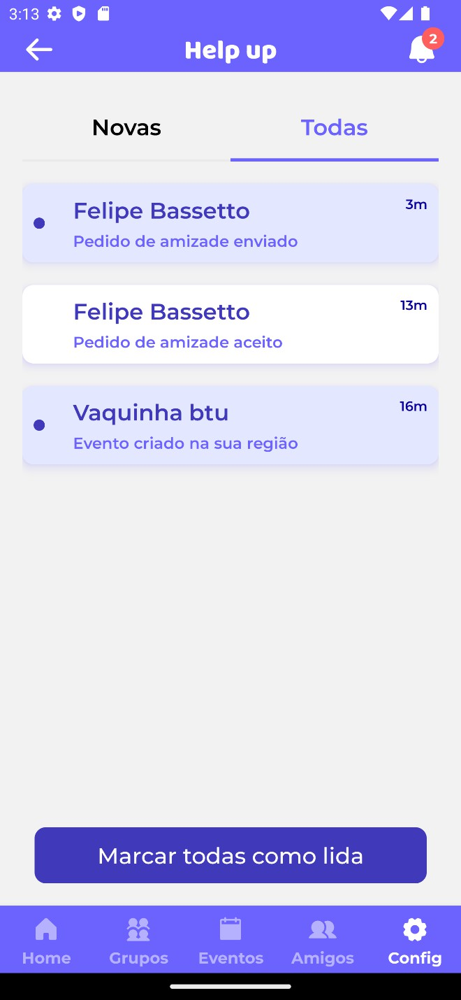 3:13
Help up
2
Novas
Todas
Felipe Bassetto
3m
Pedido de amizade enviado
Felipe Bassetto
13m
Pedido de amizade aceito
Vaquinha btu
16m
Evento criado na sua região
Marcar todas como lida
Home
Grupos
Eventos
Amigos
Config